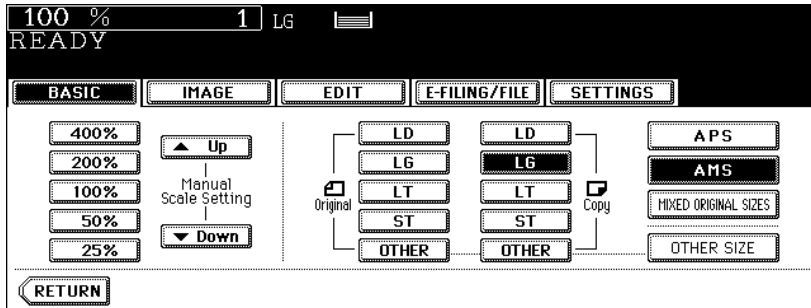 100 % 1 LG
READY
BASIC IMAGE EDIT E-FILING/FILE SETTINGS
400% Up LD LD APS
200% LG LG AMS
100% Manual Scale Setting Original LT LT Copy MIXED ORIGINAL SIZES
50% Down ST ST
25% OTHER OTHER OTHER SIZE
RETURN